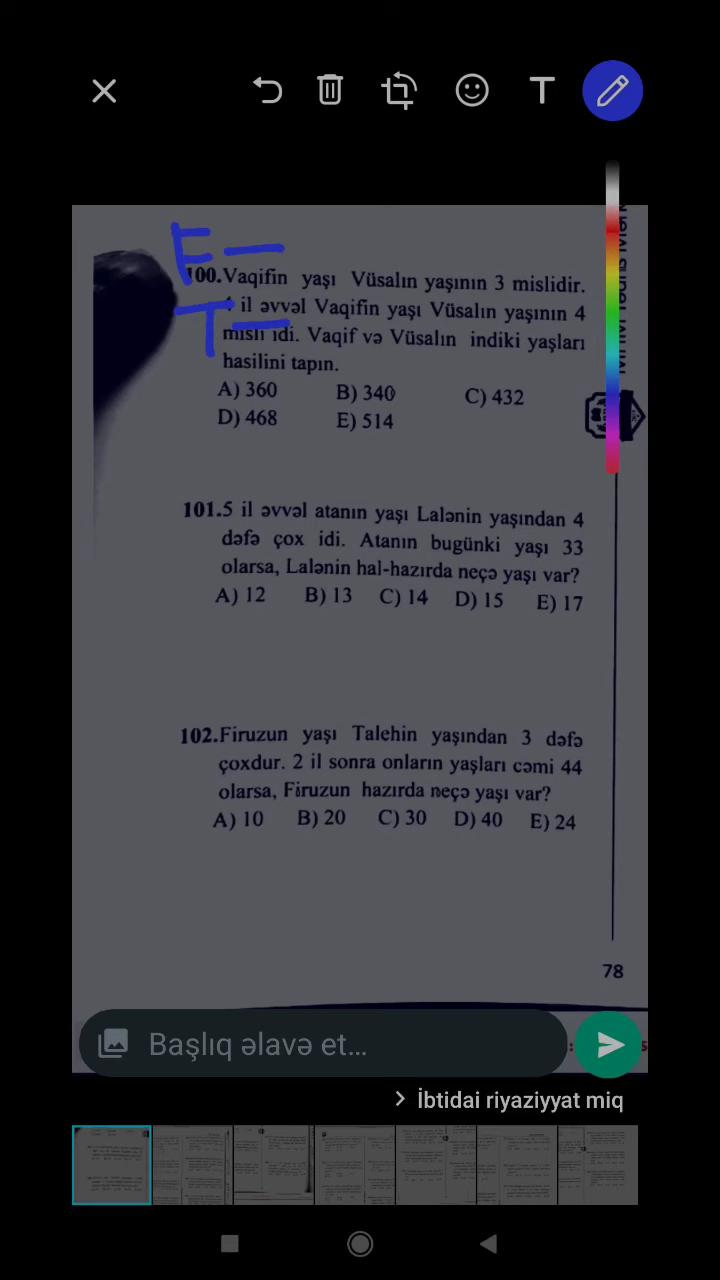 T
E —
100.Vaqifin yaşı Vüsalın yaşının 3 mislidir.
4 il əvvəl Vaqifin yaşı Vüsalın yaşının 4
T —
misli idi. Vaqif və Vüsalın indiki yaşları
hasilini tapın.
A) 360 B) 340 C) 432
D) 468 E) 514
101.5 il əvvəl atanın yaşı Lalənin yaşından 4
dəfə çox idi. Atanın bugünki yaşı 33
olarsa, Lalənin hal-hazırda neçə yaşı var?
A) 12 B) 13 C) 14 D) 15 E) 17
102.Firuzun yaşı Talehin yaşından 3 dəfə
çoxdur. 2 il sonra onların yaşları cəmi 44
olarsa, Firuzun hazırda neçə yaşı var?
A) 10 B) 20 C) 30 D) 40 E) 24
78
Başlıq əlavə et...
İbtidai riyaziyyat miq